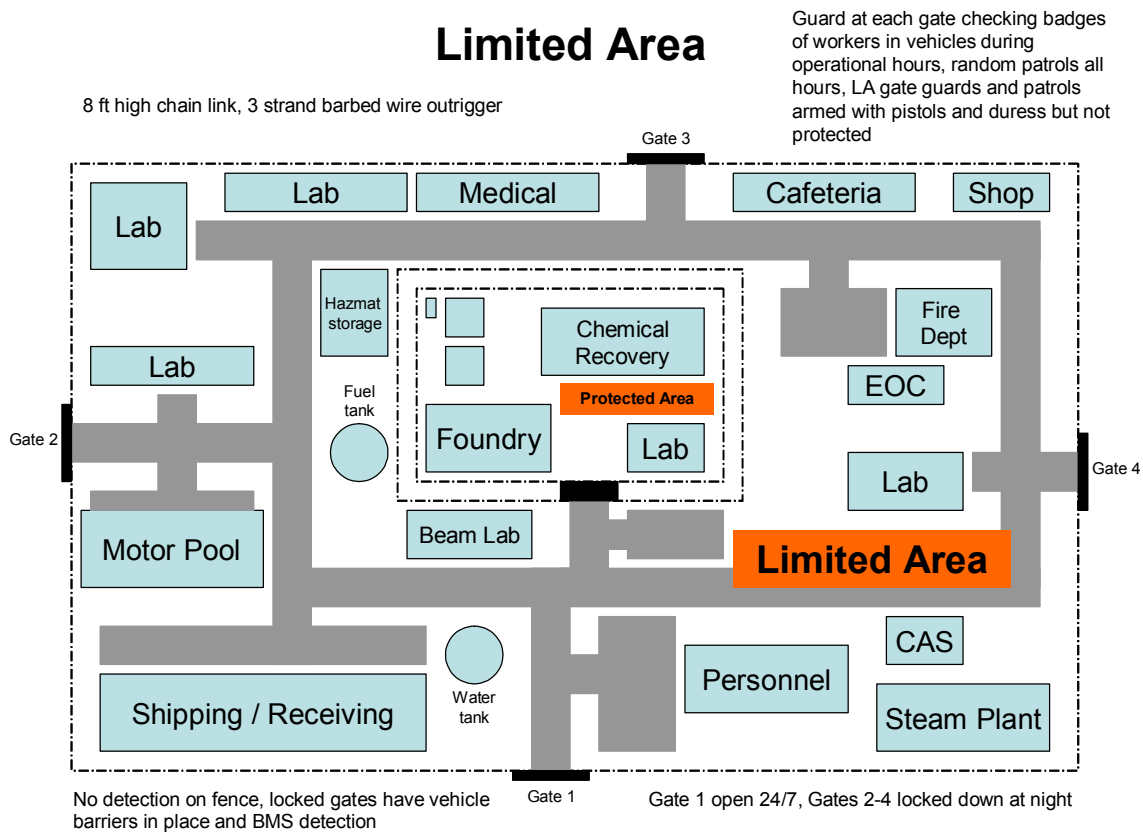 Limited Area
Guard at each gate checking badges
of workers in vehicles during
operational hours, random patrols all
hours, LA gate guards and patrols
armed with pistols and duress but not
protected
8 ft high chain link, 3 strand barbed wire outrigger
Gate 3
Lab
Lab
Medical
Cafeteria
Shop
Hazmat
storage
Chemical
Recovery
Fire
Dept
Lab
Protected Area
EOC
Fuel
tank
Gate 2
Foundry
Lab
Lab
Gate 4
Motor Pool
Beam Lab
Limited Area
CAS
Personnel
Shipping / Receiving
Water
tank
Steam Plant
Gate 1
No detection on fence, locked gates have vehicle
barriers in place and BMS detection
Gate 1 open 24/7, Gates 2-4 locked down at night